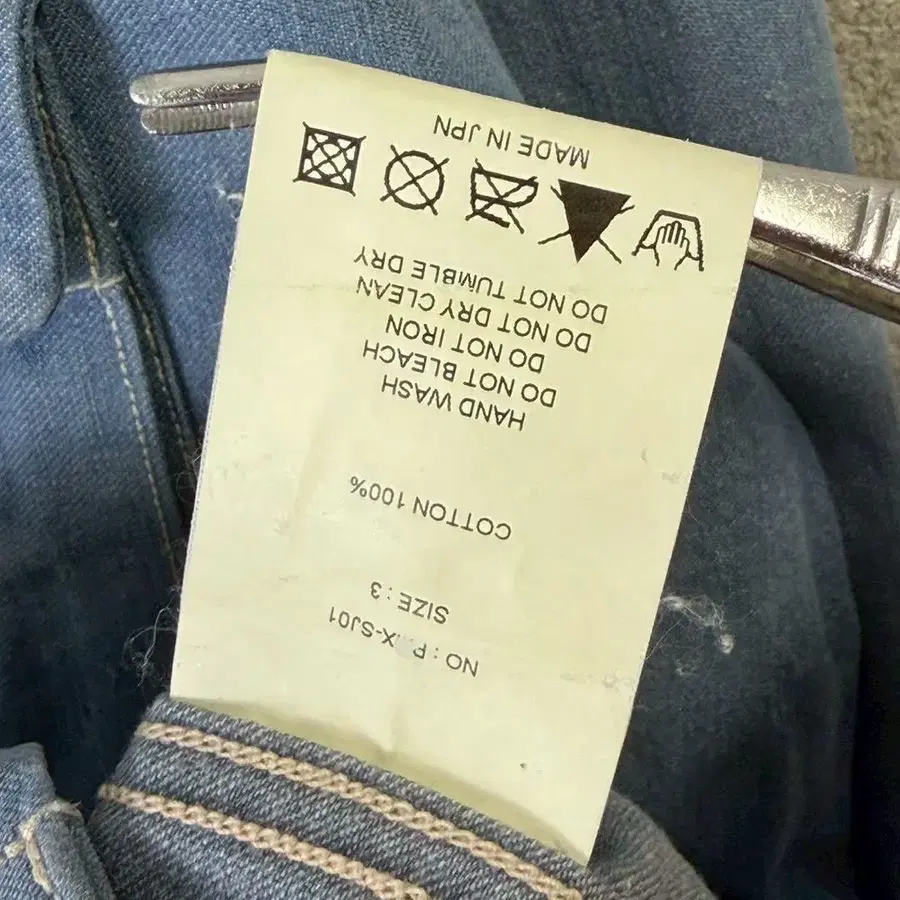 NO : P
X-SJ01
SIZE : 3
COTTON 100%
HAND WASH
DO NOT BLEACH
DO NOT IRON
DO NOT DRY CLEAN
DO NOT TUMBLE DRY
MADE IN JPN